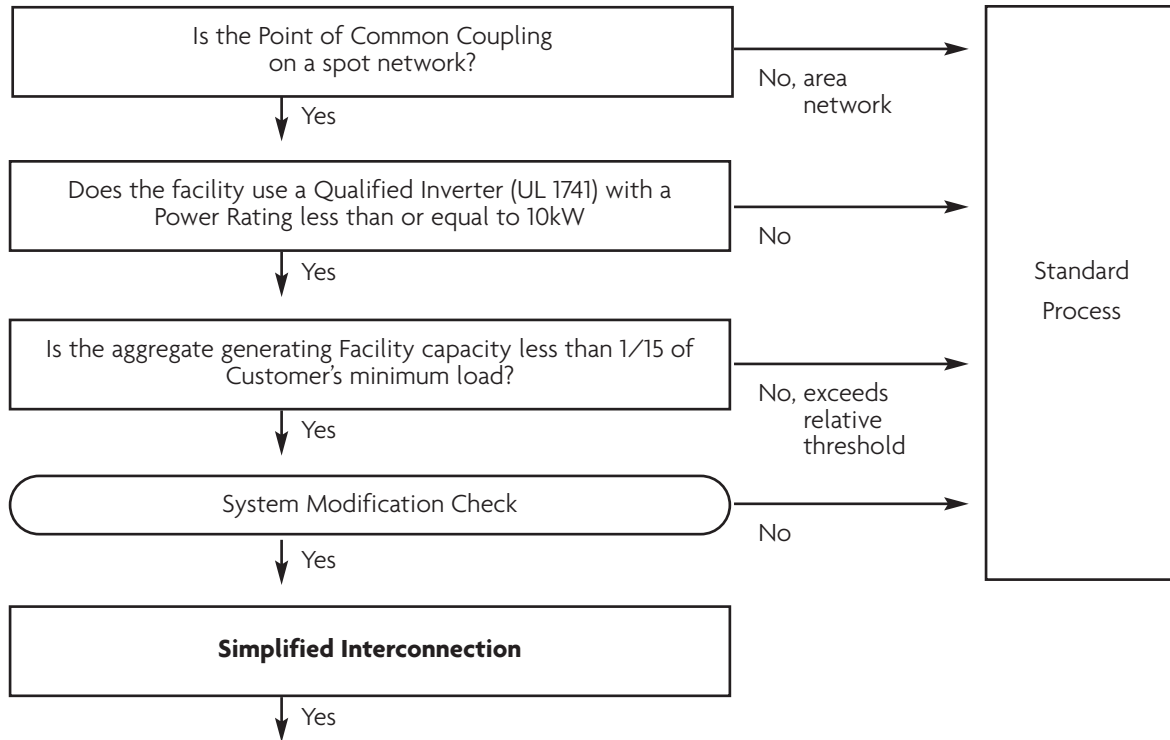 Is the Point of Common Coupling
on a spot network?
No, area
network
Yes
Does the facility use a Qualified Inverter (UL 1741) with a
Power Rating less than or equal to 10kW
No
Yes
Standard
Process
Is the aggregate generating Facility capacity less than 1/15 of
Customer's minimum load?
No, exceeds
relative
threshold
Yes
System Modification Check
No
Yes
Simplified Interconnection
Yes